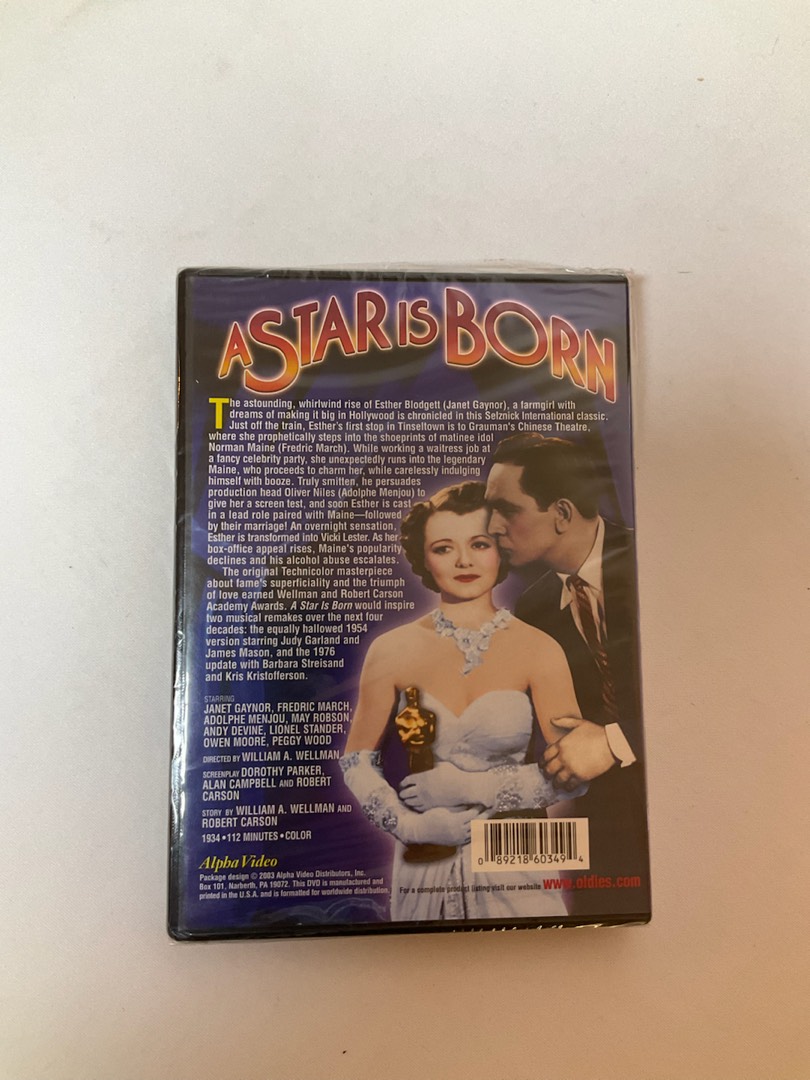 A STAR IS BORN
The astounding, whirlwind rise of Esther Blodgett (Janet Gaynor), a farmgirl with
dreams of making it big in Hollywood is chronicled in this Selznick International classic.
Just off the train, Esther's first stop in Tinseltown is to Grauman's Chinese Theatre,
where she prophetically steps into the shoeprints of matinee idol
Norman Maine (Fredric March). While working a waitress job at
a fancy celebrity party, she unexpectedly runs into the legendary
Maine, who proceeds to charm her, while carelessly indulging
himself with booze. Truly smitten, he persuades
production head Oliver Niles (Adolphe Menjou) to
give her a screen test, and soon Esther is cast
in a lead role paired with Maine—followed
by their marriage! An overnight sensation,
Esther is transformed into Vicki Lester. As her
box-office appeal rises, Maine's popularity
declines and his alcohol abuse escalates.
The original Technicolor masterpiece
about fame's superficiality and the triumph
of love earned Wellman and Robert Carson
Academy Awards. A Star Is Born would inspire
two musical remakes over the next four
decades: the equally hallowed 1954
version starring Judy Garland and
James Mason, and the 1976
update with Barbara Streisand
and Kris Kristofferson.
STARRING
JANET GAYNOR, FREDRIC MARCH,
ADOLPHE MENJOU, MAY ROBSON,
ANDY DEVINE, LIONEL STANDER,
OWEN MOORE, PEGGY WOOD
DIRECTED BY WILLIAM A. WELLMAN
SCREENPLAY DOROTHY PARKER,
ALAN CAMPBELL AND ROBERT
CARSON
STORY BY WILLIAM A. WELLMAN AND
ROBERT CARSON
1934 • 112 MINUTES • COLOR
Alpha Video
Package design © 2003 Alpha Video Distributors, Inc.
Box 101, Narberth, PA 19072. This DVD is manufactured and
printed in the U.S.A. and is formatted for worldwide distribution.
0 89218 60349 4
For a complete product listing visit our website www.oldies.com